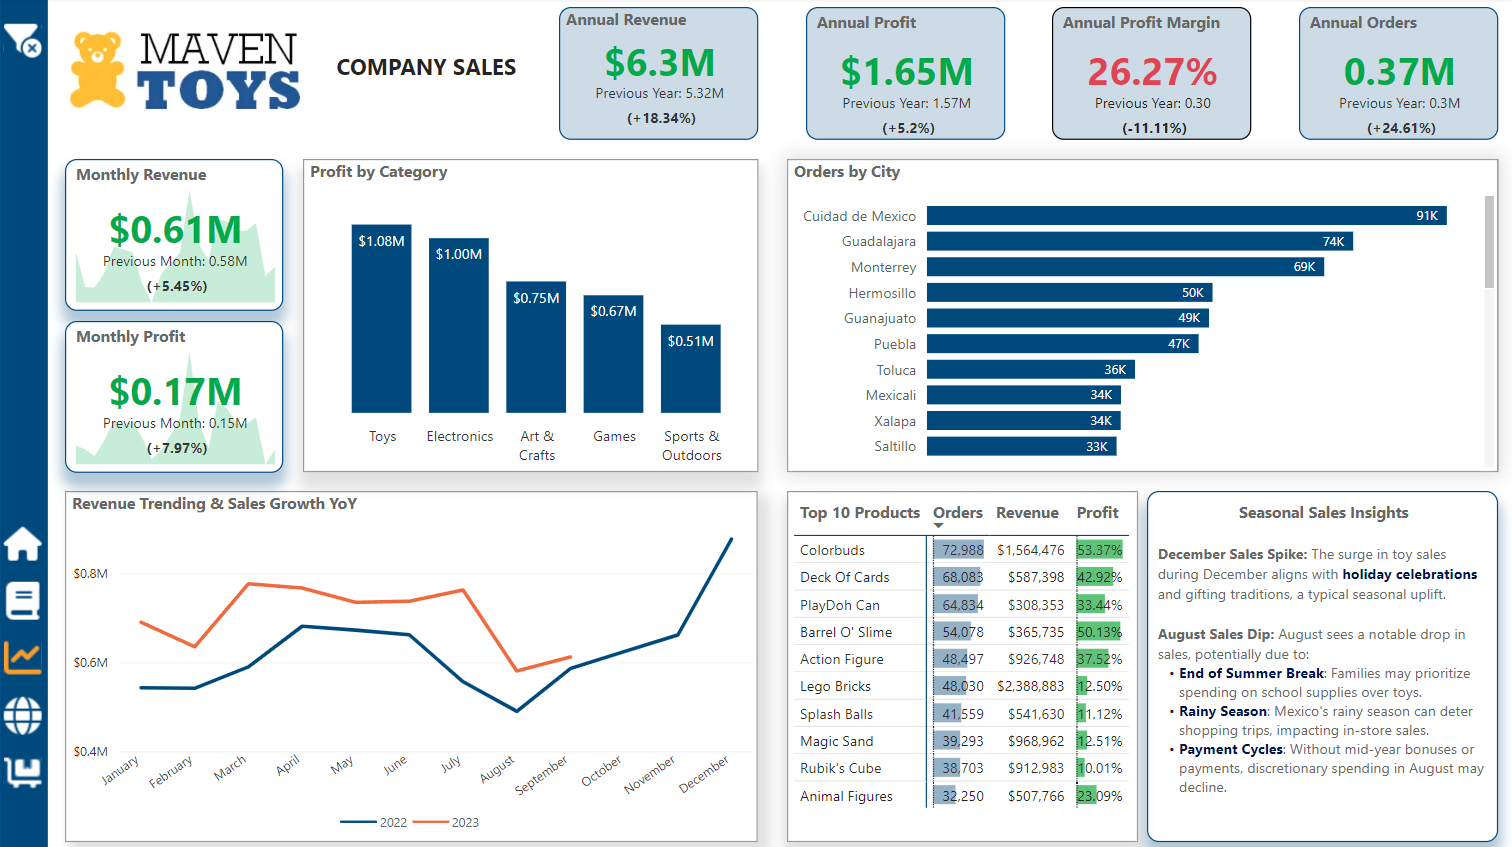 MAVEN
TOYS
COMPANY SALES
Annual Revenue
$6.3M
Previous Year: 5.32M
(+18.34%)
Annual Profit
$1.65M
Previous Year: 1.57M
(+5.2%)
Annual Profit Margin
26.27%
Previous Year: 0.30
(-11.11%)
Annual Orders
0.37M
Previous Year: 0.3M
(+24.61%)
Monthly Revenue
$0.61M
Previous Month: 0.58M
(+5.45%)
Monthly Profit
$0.17M
Previous Month: 0.15M
(+7.97%)
Profit by Category
$1.08M
$1.00M
$0.75M
$0.67M
$0.51M
Toys
Electronics
Art &
Crafts
Games
Sports &
Outdoors
Orders by City
Cuidad de Mexico 91K
Guadalajara 74K
Monterrey 69K
Hermosillo 50K
Guanajuato 49K
Puebla 47K
Toluca 36K
Mexicali 34K
Xalapa 34K
Saltillo 33K
Revenue Trending & Sales Growth YoY
$0.8M
$0.6M
$0.4M
January
February
March
April
May
June
July
August
September
October
November
December
2022 2023
Top 10 Products Orders Revenue Profit
Colorbuds 72,988 $1,564,476 53.37%
Deck Of Cards 68,083 $587,398 42.92%
PlayDoh Can 64,834 $308,353 33.44%
Barrel O' Slime 54,078 $365,735 50.13%
Action Figure 48,497 $926,748 37.52%
Lego Bricks 48,030 $2,388,883 12.50%
Splash Balls 41,559 $541,630 11.12%
Magic Sand 39,293 $968,962 12.51%
Rubik's Cube 38,703 $912,983 10.01%
Animal Figures 32,250 $507,766 23.09%
Seasonal Sales Insights
December Sales Spike: The surge in toy sales
during December aligns with holiday celebrations
and gifting traditions, a typical seasonal uplift.
August Sales Dip: August sees a notable drop in
sales, potentially due to:
• End of Summer Break: Families may prioritize
spending on school supplies over toys.
• Rainy Season: Mexico's rainy season can deter
shopping trips, impacting in-store sales.
• Payment Cycles: Without mid-year bonuses or
payments, discretionary spending in August may
decline.